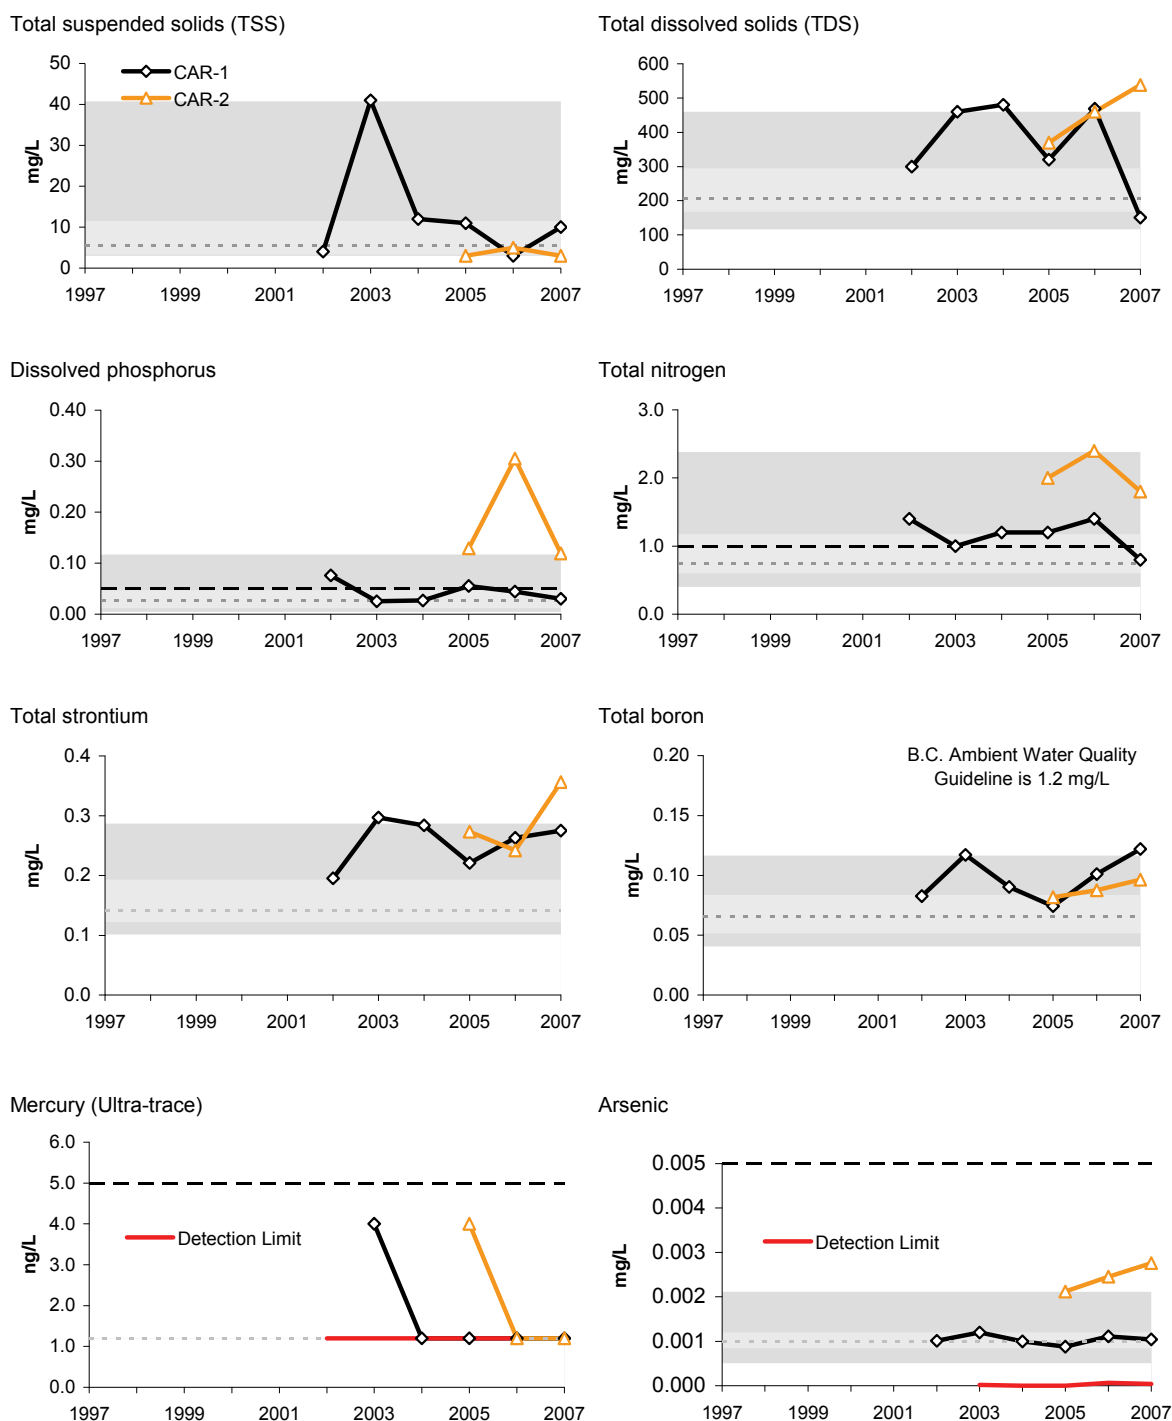 Total suspended solids (TSS)
50
40
30
20
10
0
mg/L
CAR-1
CAR-2
1997 1999 2001 2003 2005 2007
Total dissolved solids (TDS)
600
500
400
300
200
100
0
mg/L
1997 1999 2001 2003 2005 2007
Dissolved phosphorus
0.40
0.30
0.20
0.10
0.00
mg/L
1997 1999 2001 2003 2005 2007
Total nitrogen
3.0
2.0
1.0
0.0
mg/L
1997 1999 2001 2003 2005 2007
Total strontium
0.4
0.3
0.2
0.1
0.0
mg/L
1997 1999 2001 2003 2005 2007
Total boron
0.20
0.15
0.10
0.05
0.00
mg/L
B.C. Ambient Water Quality
Guideline is 1.2 mg/L
1997 1999 2001 2003 2005 2007
Mercury (Ultra-trace)
6.0
5.0
4.0
3.0
2.0
1.0
0.0
ng/L
Detection Limit
1997 1999 2001 2003 2005 2007
Arsenic
0.005
0.003
0.003
0.002
0.001
0.000
mg/L
Detection Limit
1997 1999 2001 2003 2005 2007